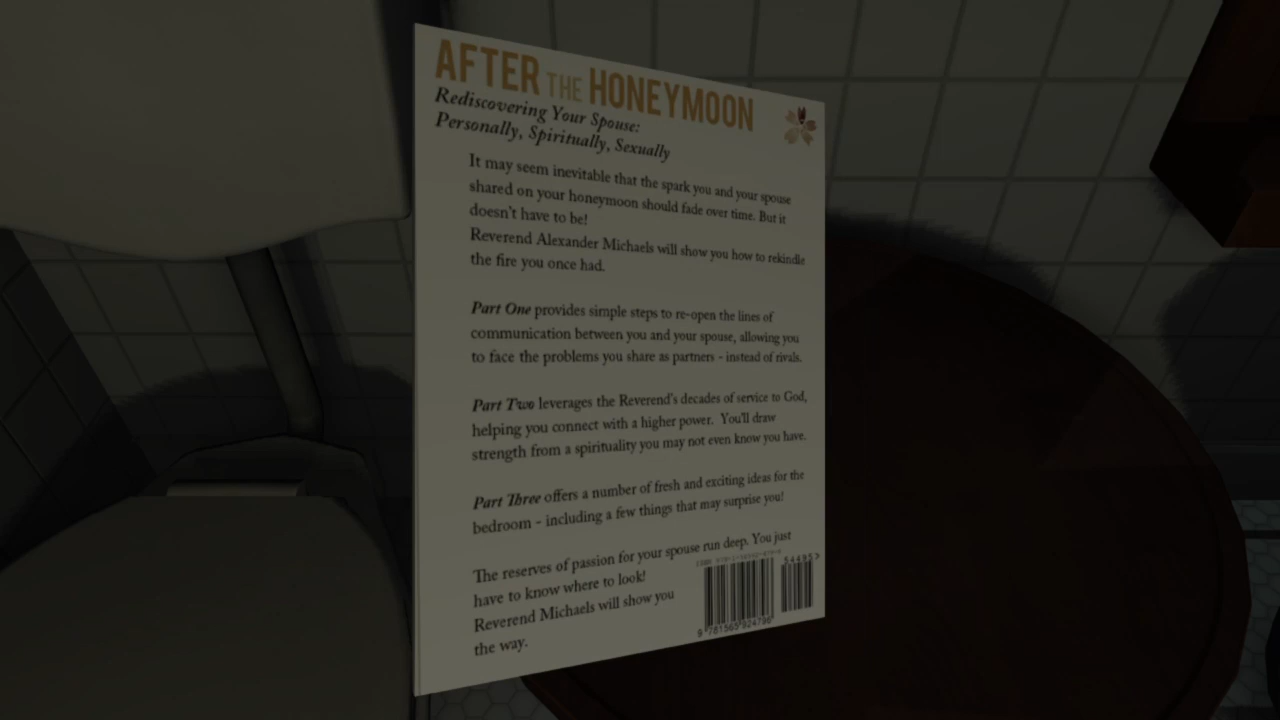 AFTER THE HONEYMOON
Rediscovering Your Spouse:
Personally, Spiritually, Sexually
It may seem inevitable that the spark you and your spouse
shared on your honeymoon should fade over time. But it
doesn't have to be!
Reverend Alexander Michaels will show you how to rekindle
the fire you once had.
Part One provides simple steps to re-open the lines of
communication between you and your spouse, allowing you
to face the problems you share as partners - instead of rivals.
Part Two leverages the Reverend's decades of service to God,
helping you connect with a higher power. You'll draw
strength from a spirituality you may not even know you have.
Part Three offers a number of fresh and exciting ideas for the
bedroom - including a few things that may surprise you!
The reserves of passion for your spouse run deep. You just
have to know where to look!
Reverend Michaels will show you
the way.
ISBN
54495>
9 781565 924796